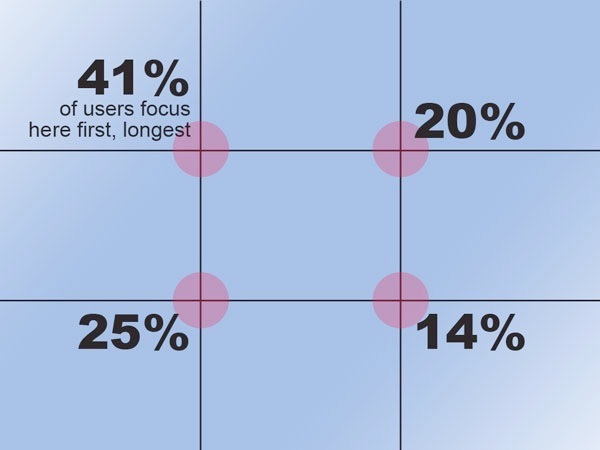 41%
of users focus
here first, longest
20%
25%
14%